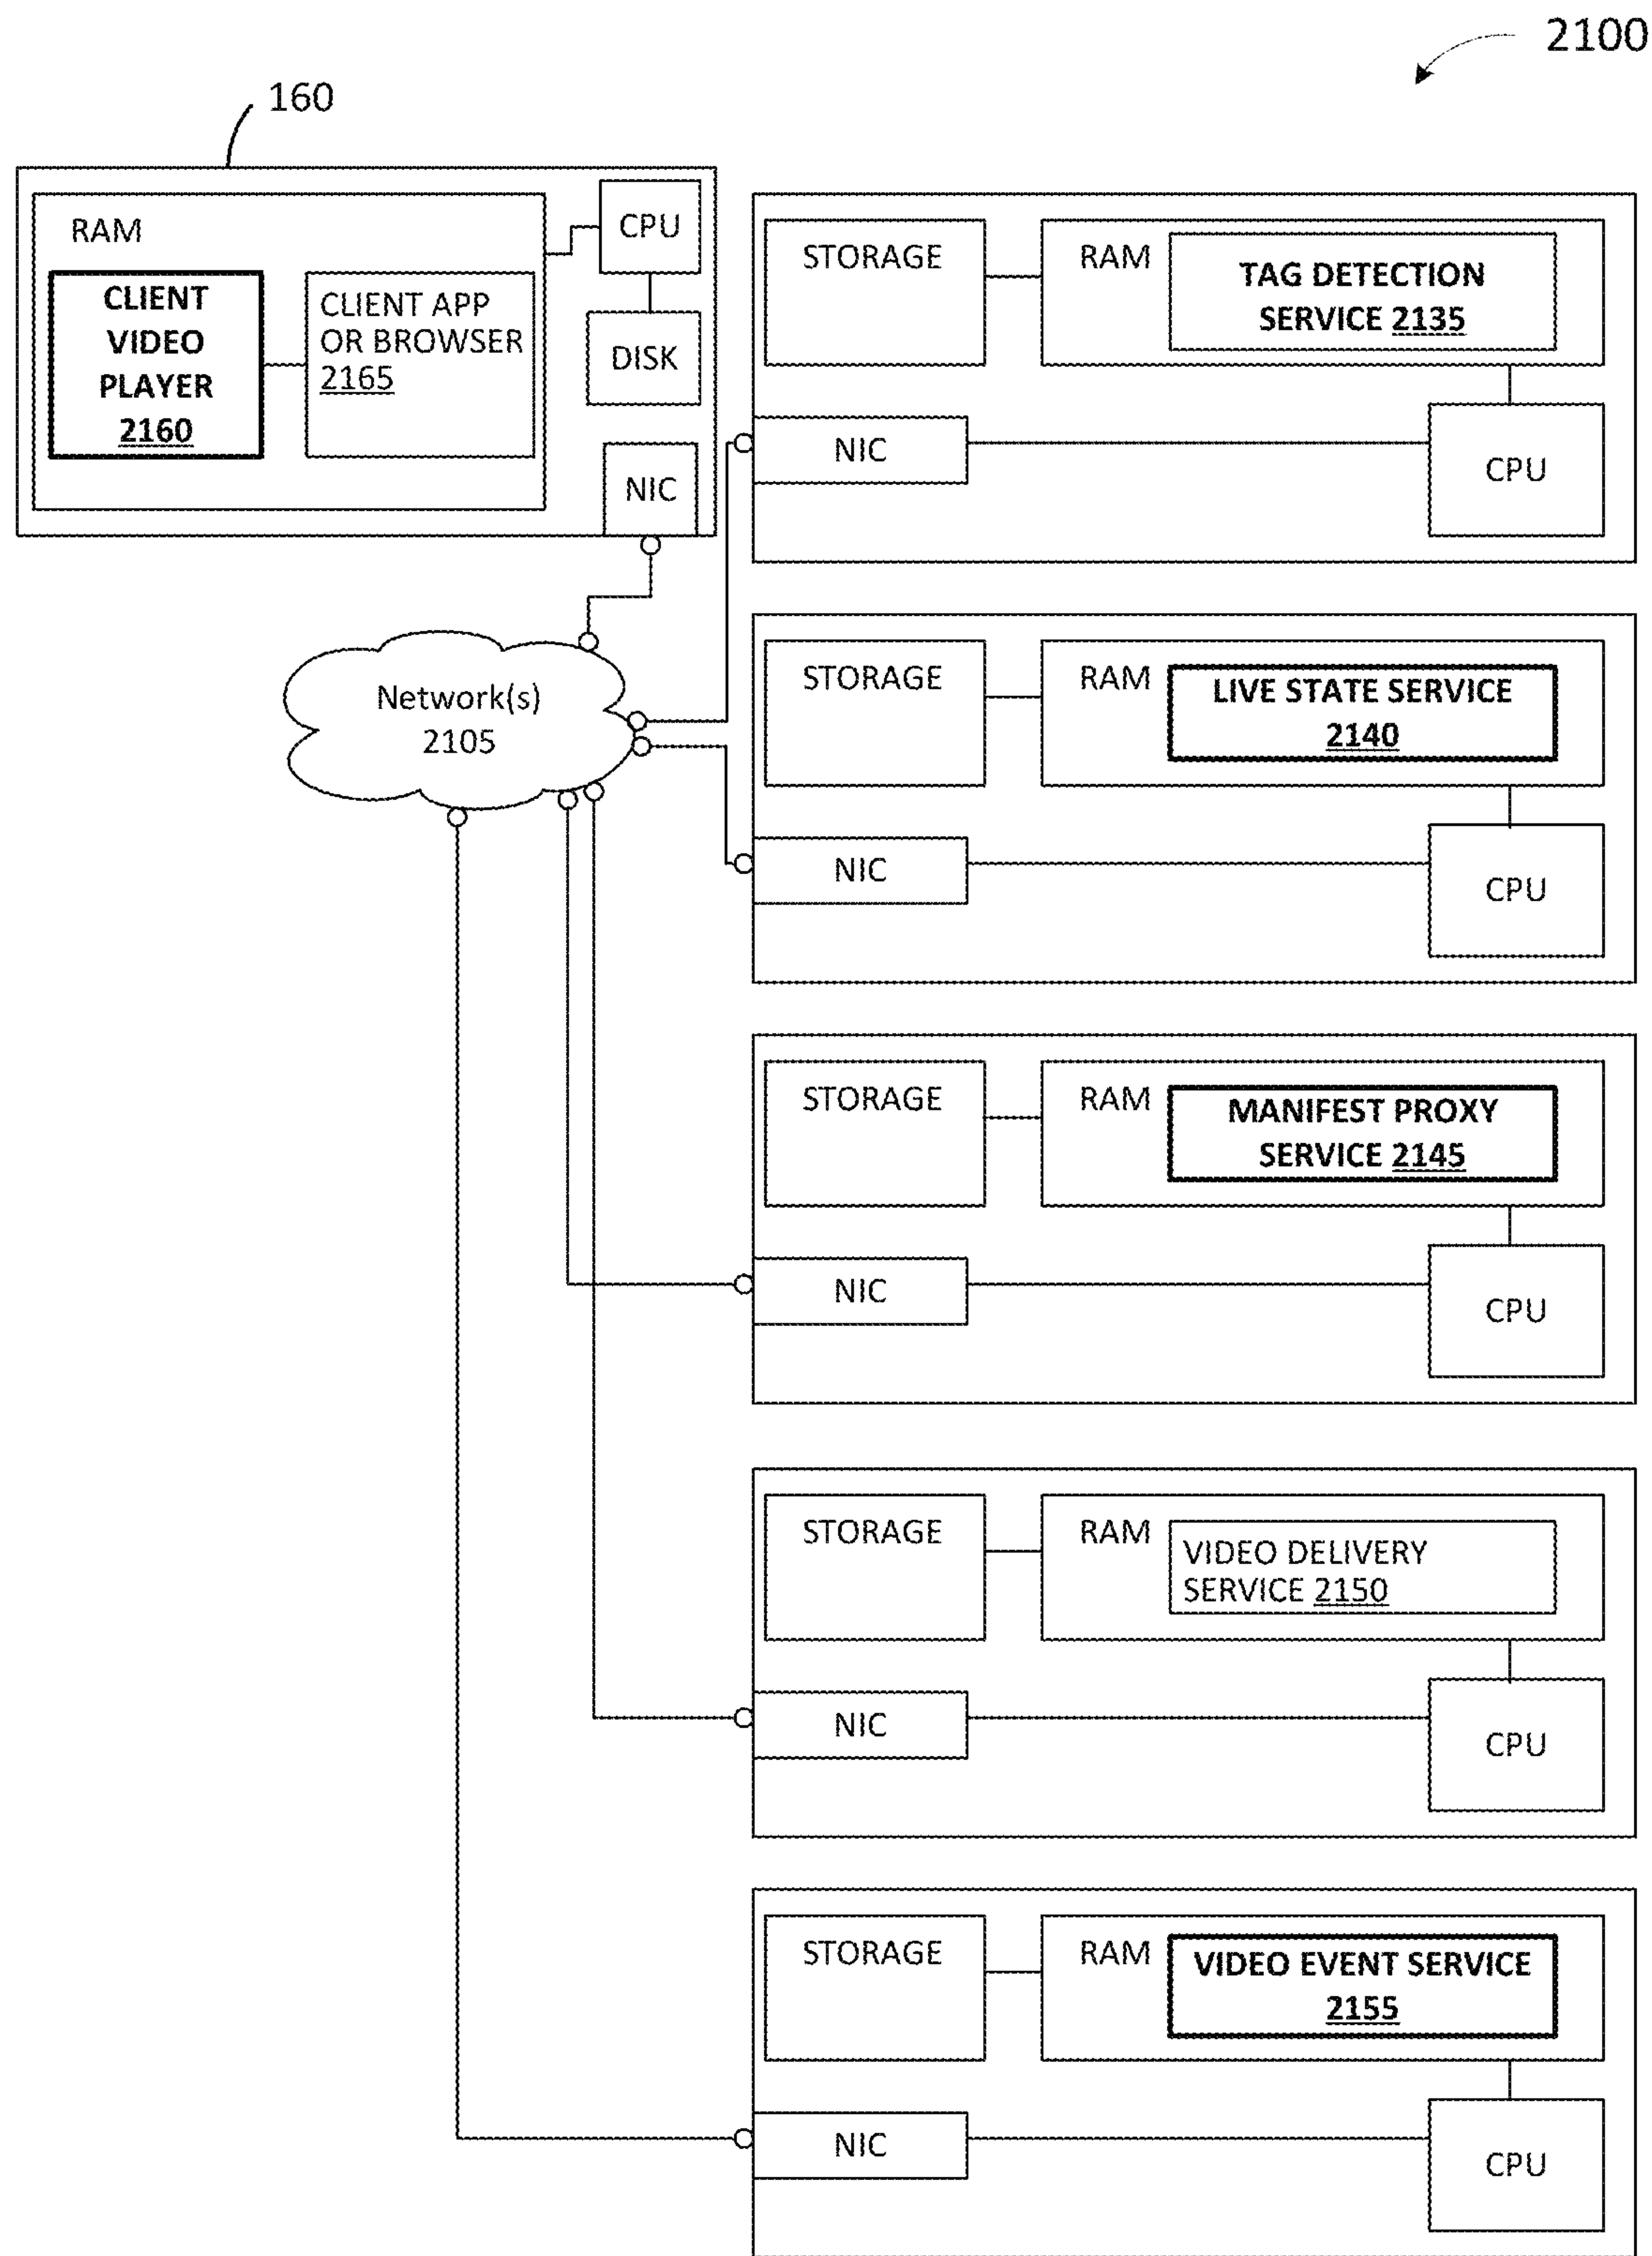 2100
160
RAM
CPU
CLIENT
VIDEO
PLAYER
2160
CLIENT APP
OR BROWSER
2165
DISK
NIC
Network(s)
2105
STORAGE
RAM
TAG DETECTION
SERVICE 2135
NIC
CPU
STORAGE
RAM
LIVE STATE SERVICE
2140
NIC
CPU
STORAGE
RAM
MANIFEST PROXY
SERVICE 2145
NIC
CPU
STORAGE
RAM
VIDEO DELIVERY
SERVICE 2150
NIC
CPU
STORAGE
RAM
VIDEO EVENT SERVICE
2155
NIC
CPU